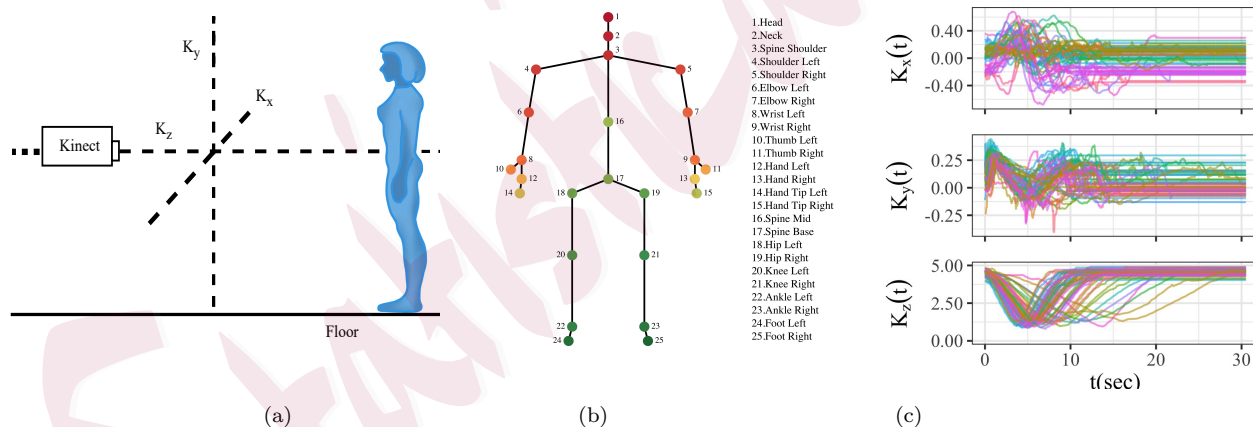 K_y
K_x
K_z
Kinect
Floor
(a)
1
2
3
4
5
6
7
16
8
9
10
11
12
13
14
15
17
18
19
20
21
22
23
24
25
1.Head
2.Neck
3.Spine Shoulder
4.Shoulder Left
5.Shoulder Right
6.Elbow Left
7.Elbow Right
8.Wrist Left
9.Wrist Right
10.Thumb Left
11.Thumb Right
12.Hand Left
13.Hand Right
14.Hand Tip Left
15.Hand Tip Right
16.Spine Mid
17.Spine Base
18.Hip Left
19.Hip Right
20.Knee Left
21.Knee Right
22.Ankle Left
23.Ankle Right
24.Foot Left
25.Foot Right
(b)
K_x(t)
0.40
0.00
-0.40
K_y(t)
0.25
0.00
-0.25
K_z(t)
5.00
2.50
0.00
0 10 20 30
t(sec)
(c)